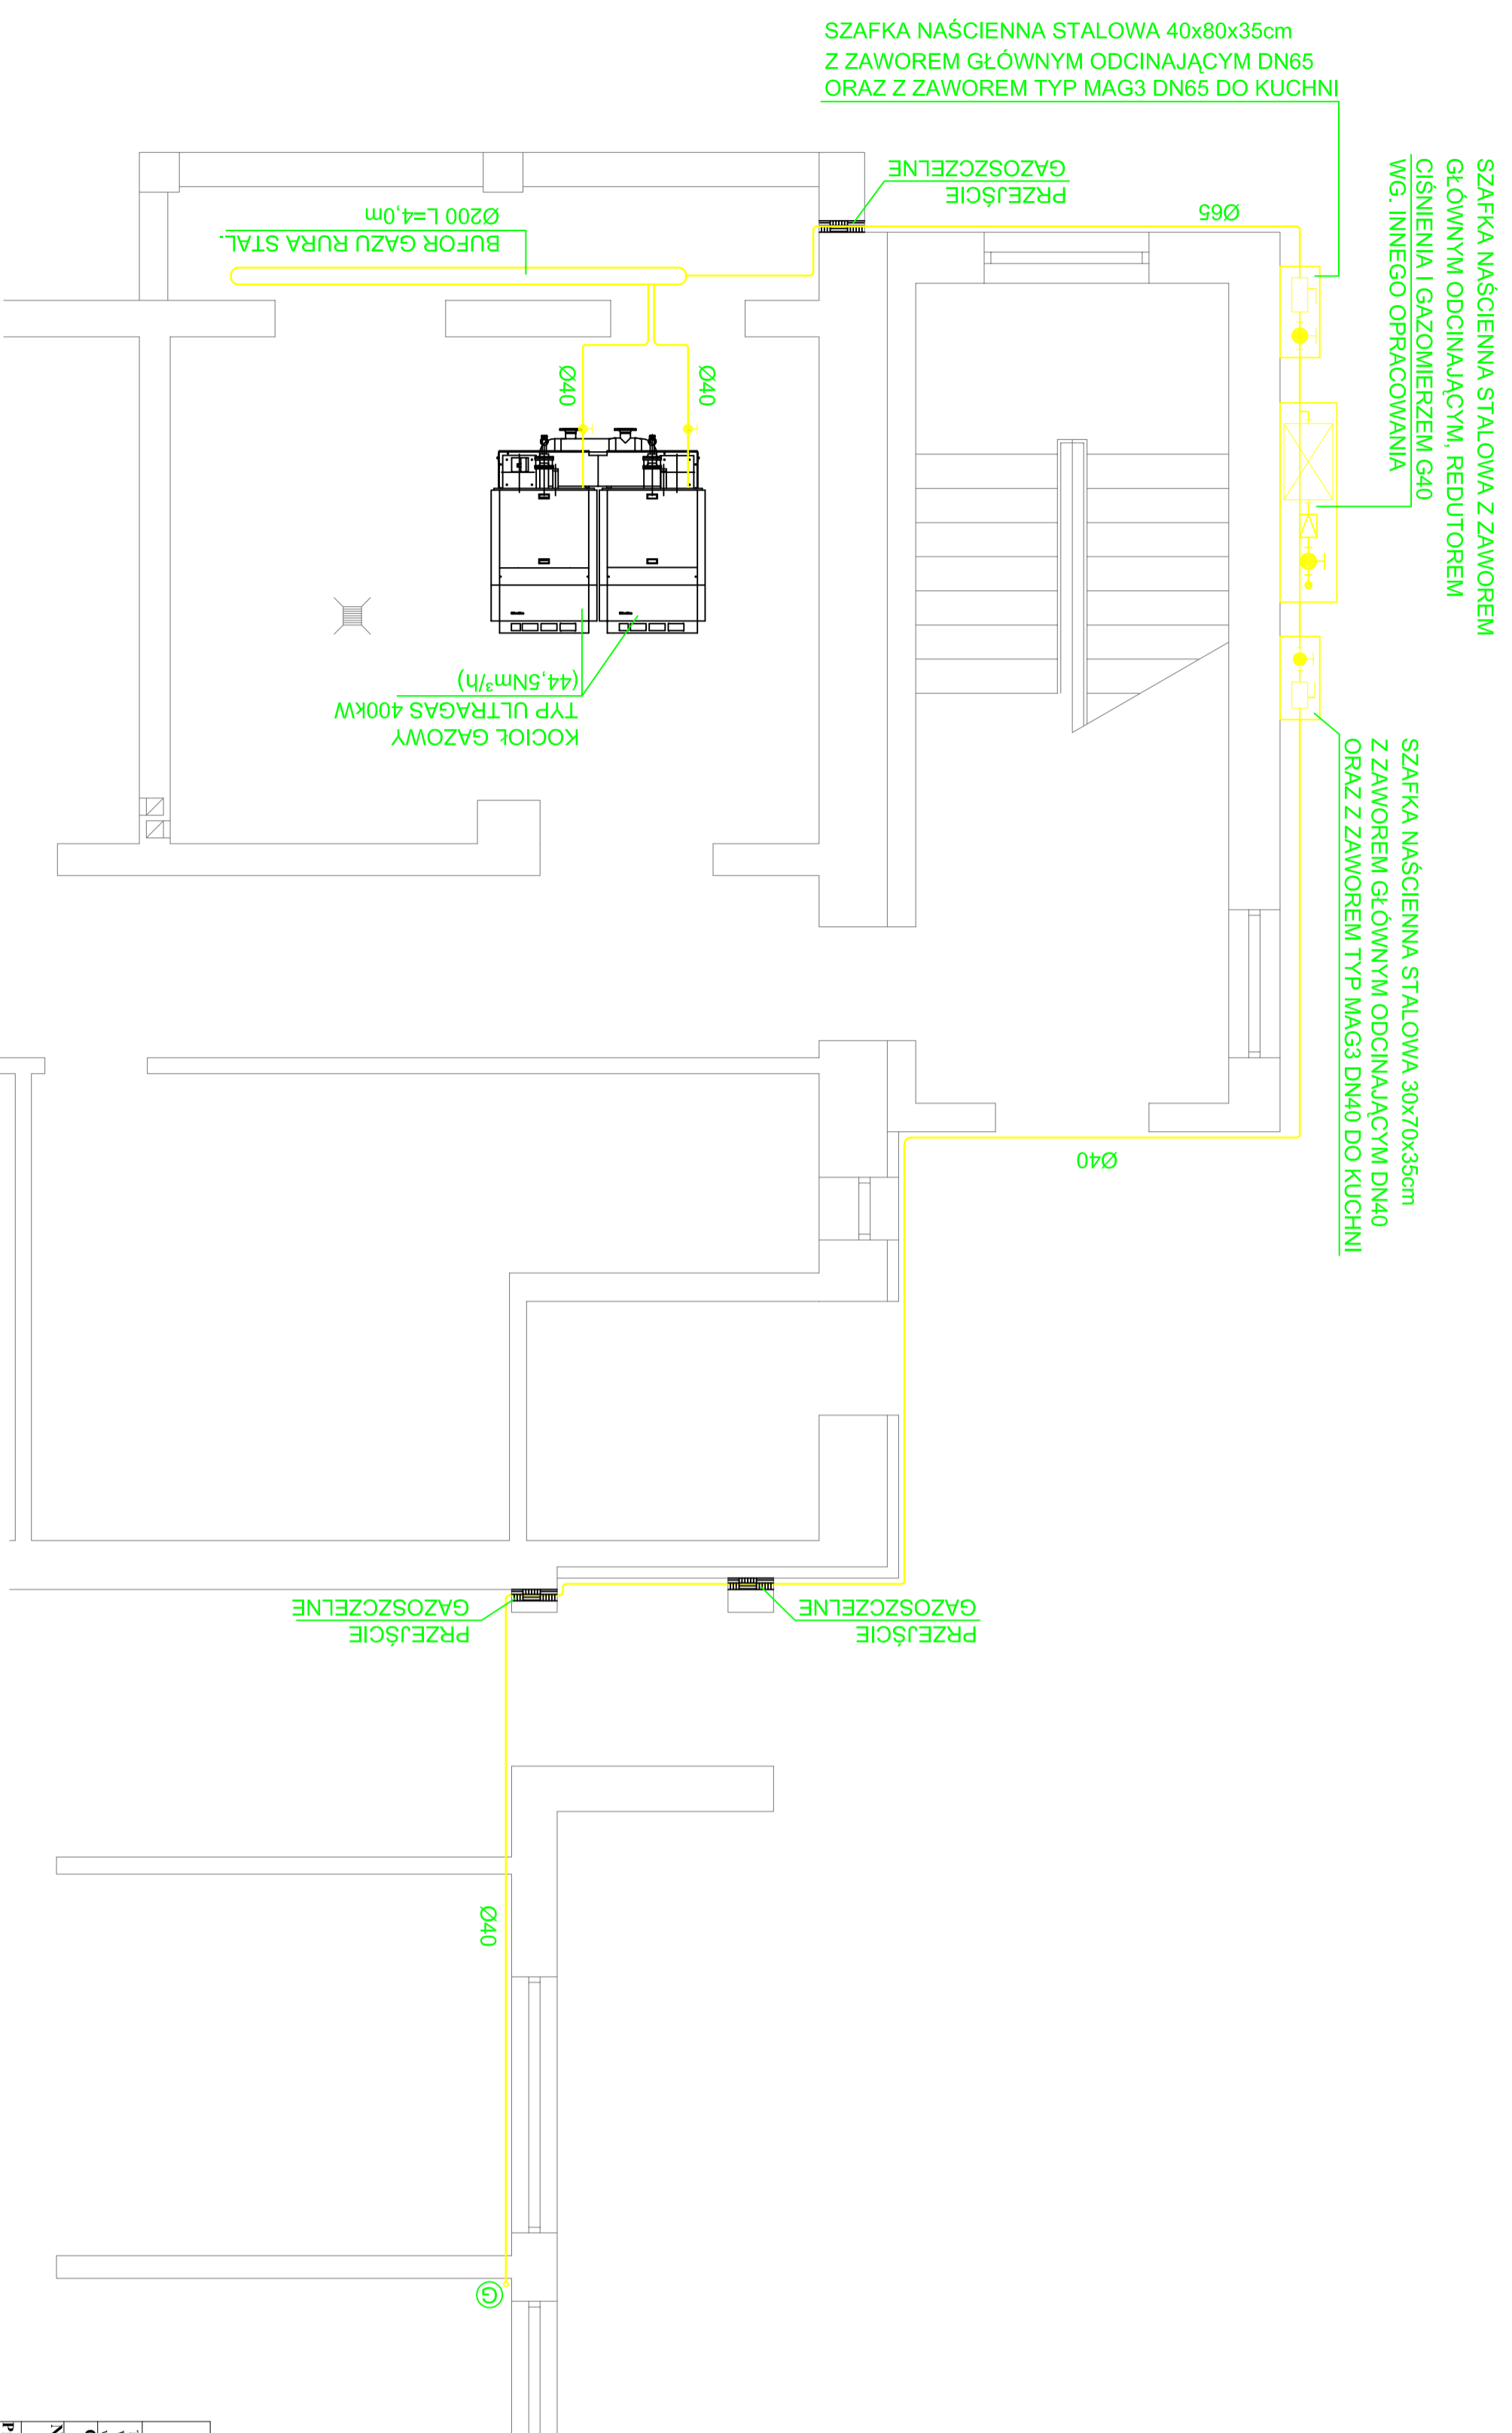 SZAFKA NAŚCIENNA STALOWA 40x80x35cm
Z ZAWOREM GŁÓWNYM ODCINAJĄCYM DN65
ORAZ Z ZAWOREM TYP MAG3 DN65 DO KUCHNI
SZAFKA NAŚCIENNA STALOWA Z ZAWOREM
GŁÓWNYM ODCINAJĄCYM, REDUTOREM
CIŚNIENIA I GAZOMIERZEM G40
WG. INNEGO OPRACOWANIA
PRZEJŚCIE
GAZOSZCZELNE
Ø65
BUFOR GAZU RURA STAL.
Ø200 L=4,0m
Ø40
Ø40
KOCIOŁ GAZOWY
TYP ULTRAGAS 400kW
(44,5Nm³/h)
SZAFKA NAŚCIENNA STALOWA 30x70x35cm
Z ZAWOREM GŁÓWNYM ODCINAJĄCYM DN40
ORAZ Z ZAWOREM TYP MAG3 DN40 DO KUCHNI
Ø40
PRZEJŚCIE
GAZOSZCZELNE
PRZEJŚCIE
GAZOSZCZELNE
Ø40
G